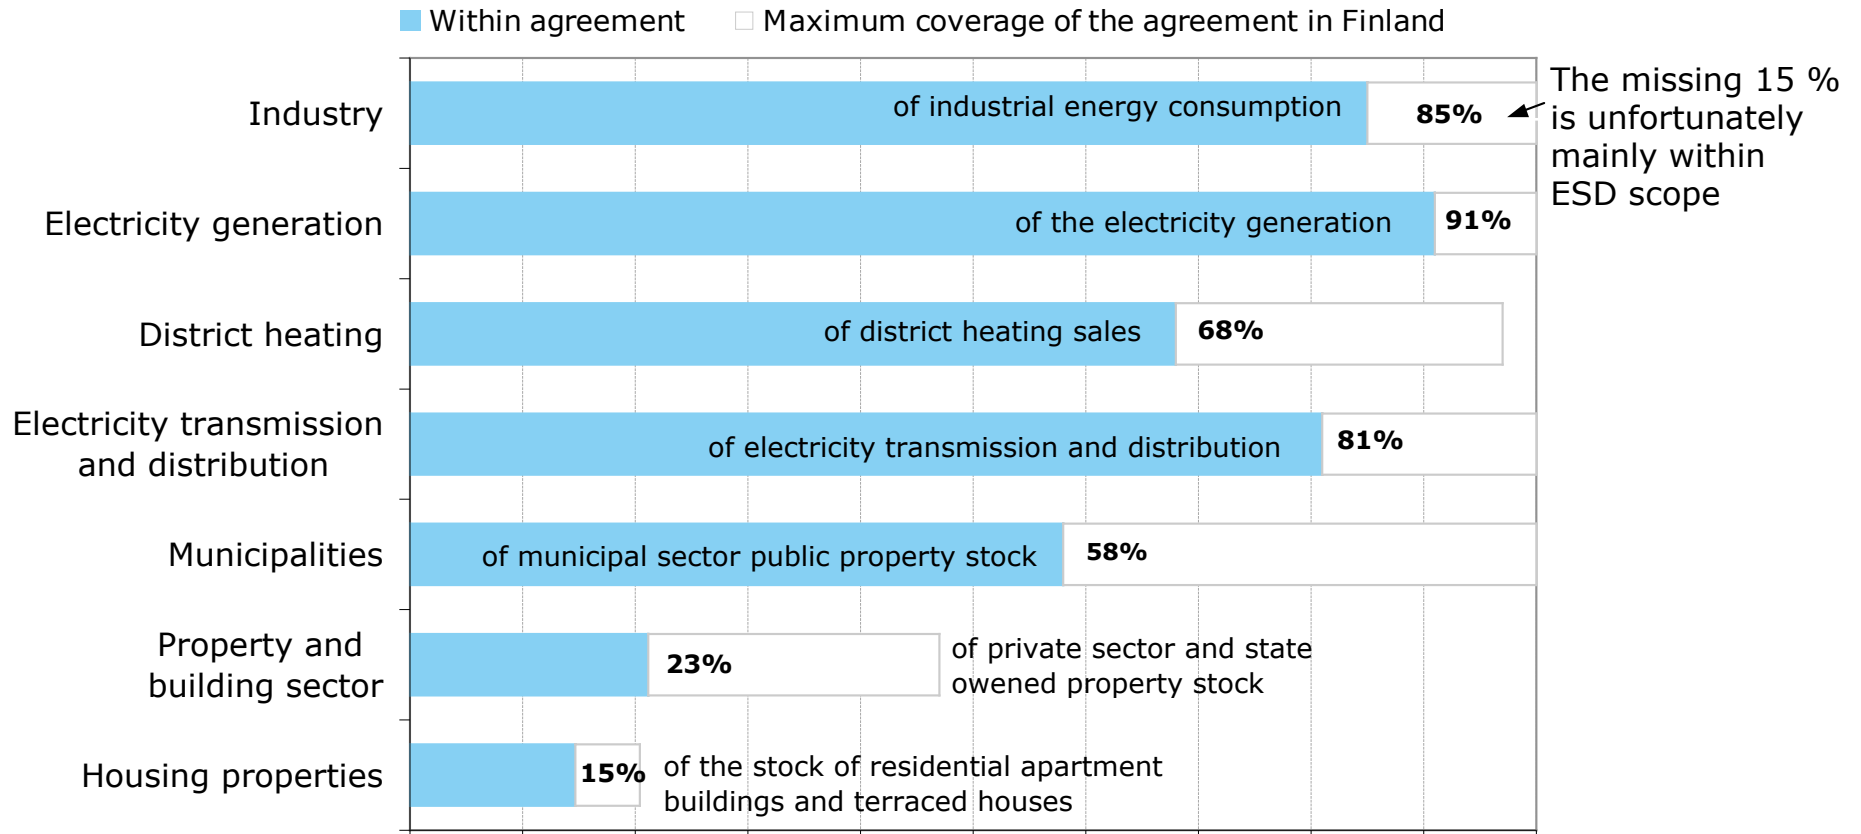 Within agreement
Maximum coverage of the agreement in Finland
Industry
of industrial energy consumption
85%
The missing 15 %
is unfortunately
mainly within
ESD scope
Electricity generation
of the electricity generation
91%
District heating
of district heating sales
68%
Electricity transmission
and distribution
of electricity transmission and distribution
81%
Municipalities
of municipal sector public property stock
58%
Property and
building sector
23%
of private sector and state
owened property stock
Housing properties
15%
of the stock of residential apartment
buildings and terraced houses